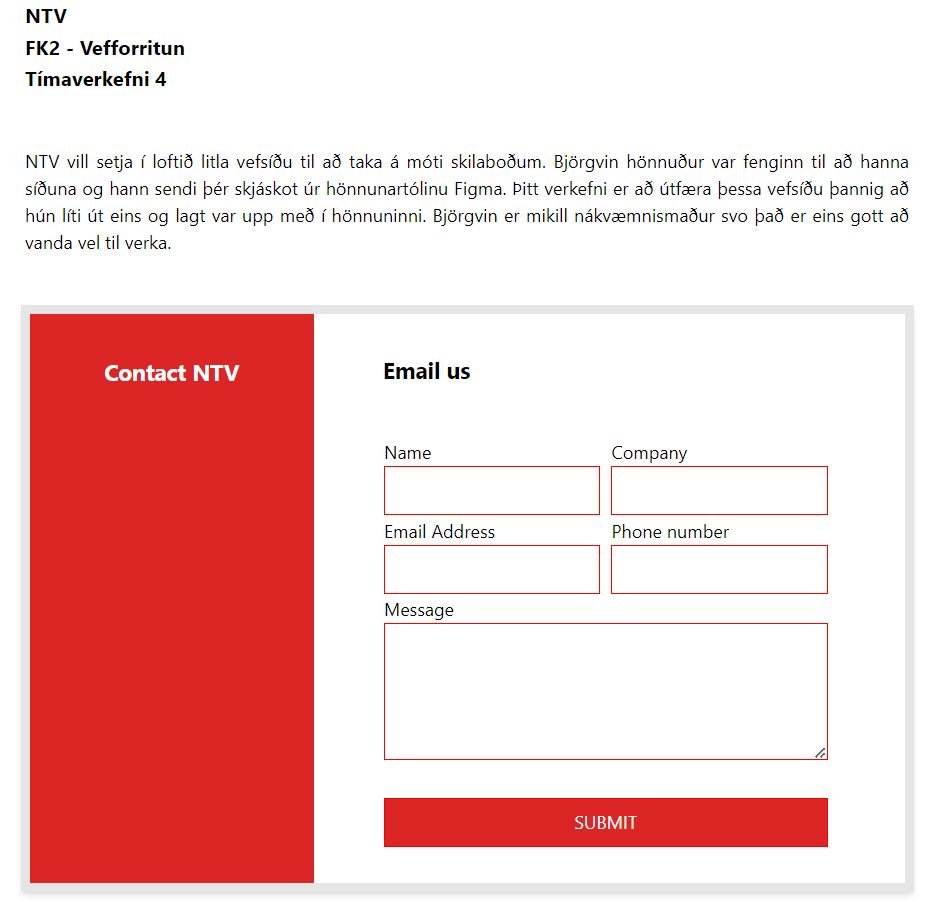 NTV
FK2 - Vefforritun
Tímaverkefni 4
NTV vill setja í loftið litla vefsíðu til að taka á móti skilaboðum. Björgvin hönnuður var fenginn til að hanna
síðuna og hann sendi þér skjáskot úr hönnunartólinu Figma. Þitt verkefni er að útfæra þessa vefsíðu þannig að
hún líti út eins og lagt var upp með í hönnuninni. Björgvin er mikill nákvæmnismaður svo það er eins gott að
vanda vel til verka.
Contact NTV
Email us
Name
Company
Email Address
Phone number
Message
SUBMIT